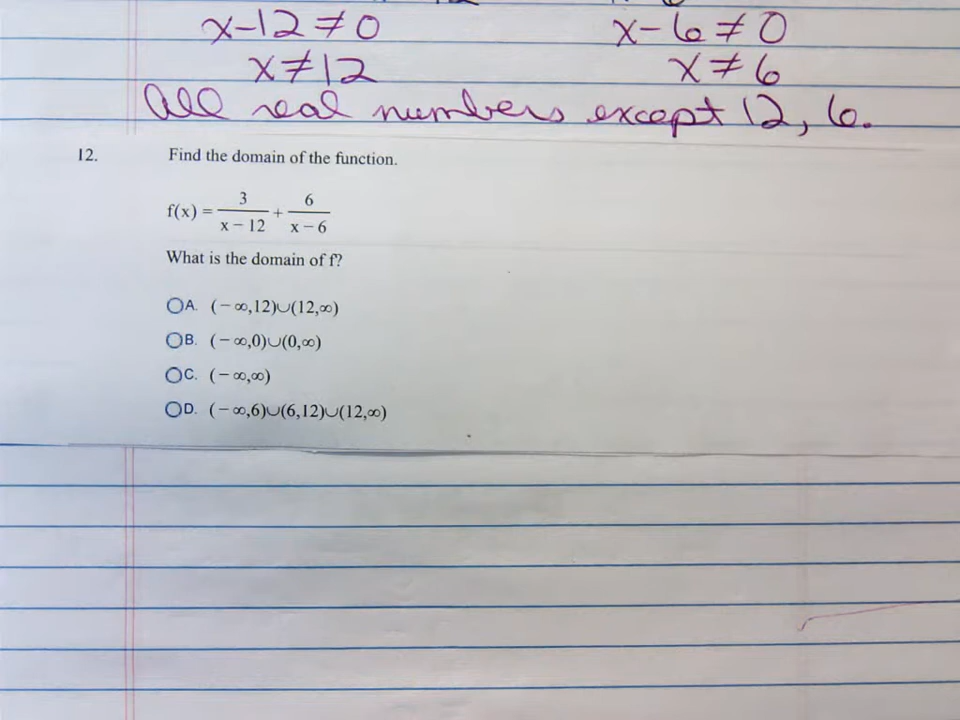 x-12≠0 x-6≠0
x≠12 x≠6
All real numbers except 12, 6.
12. Find the domain of the function.
f(x) = 3/(x − 12) + 6/(x − 6)
What is the domain of f?
A. (− ∞,12)∪(12,∞)
B. (− ∞,0)∪(0,∞)
C. (− ∞,∞)
D. (− ∞,6)∪(6,12)∪(12,∞)